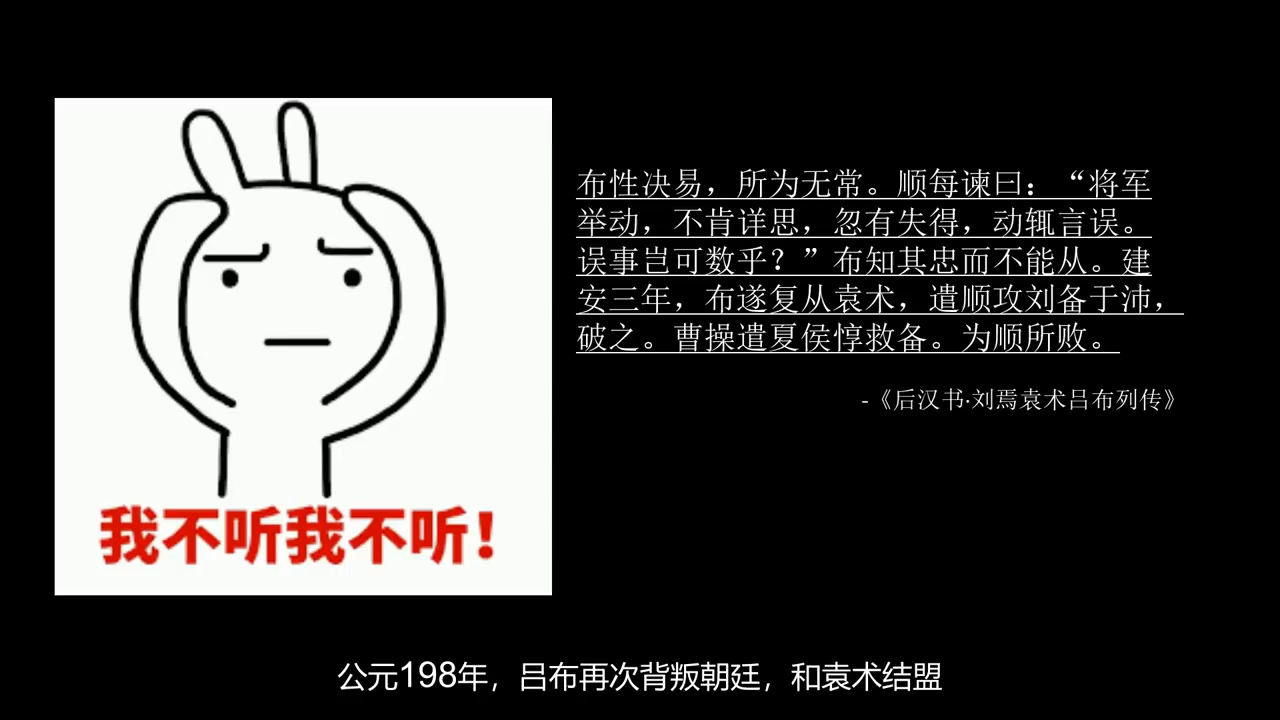 布性决易，所为无常。顺每谏曰：“将军
举动，不肯详思，忽有失得，动辄言误。
误事岂可数乎？”布知其忠而不能从。建
安三年，布遂复从袁术，遣顺攻刘备于沛，
破之。曹操遣夏侯惇救备。为顺所败。
-《后汉书·刘焉袁术吕布列传》
我不听我不听！
公元198年，吕布再次背叛朝廷，和袁术结盟